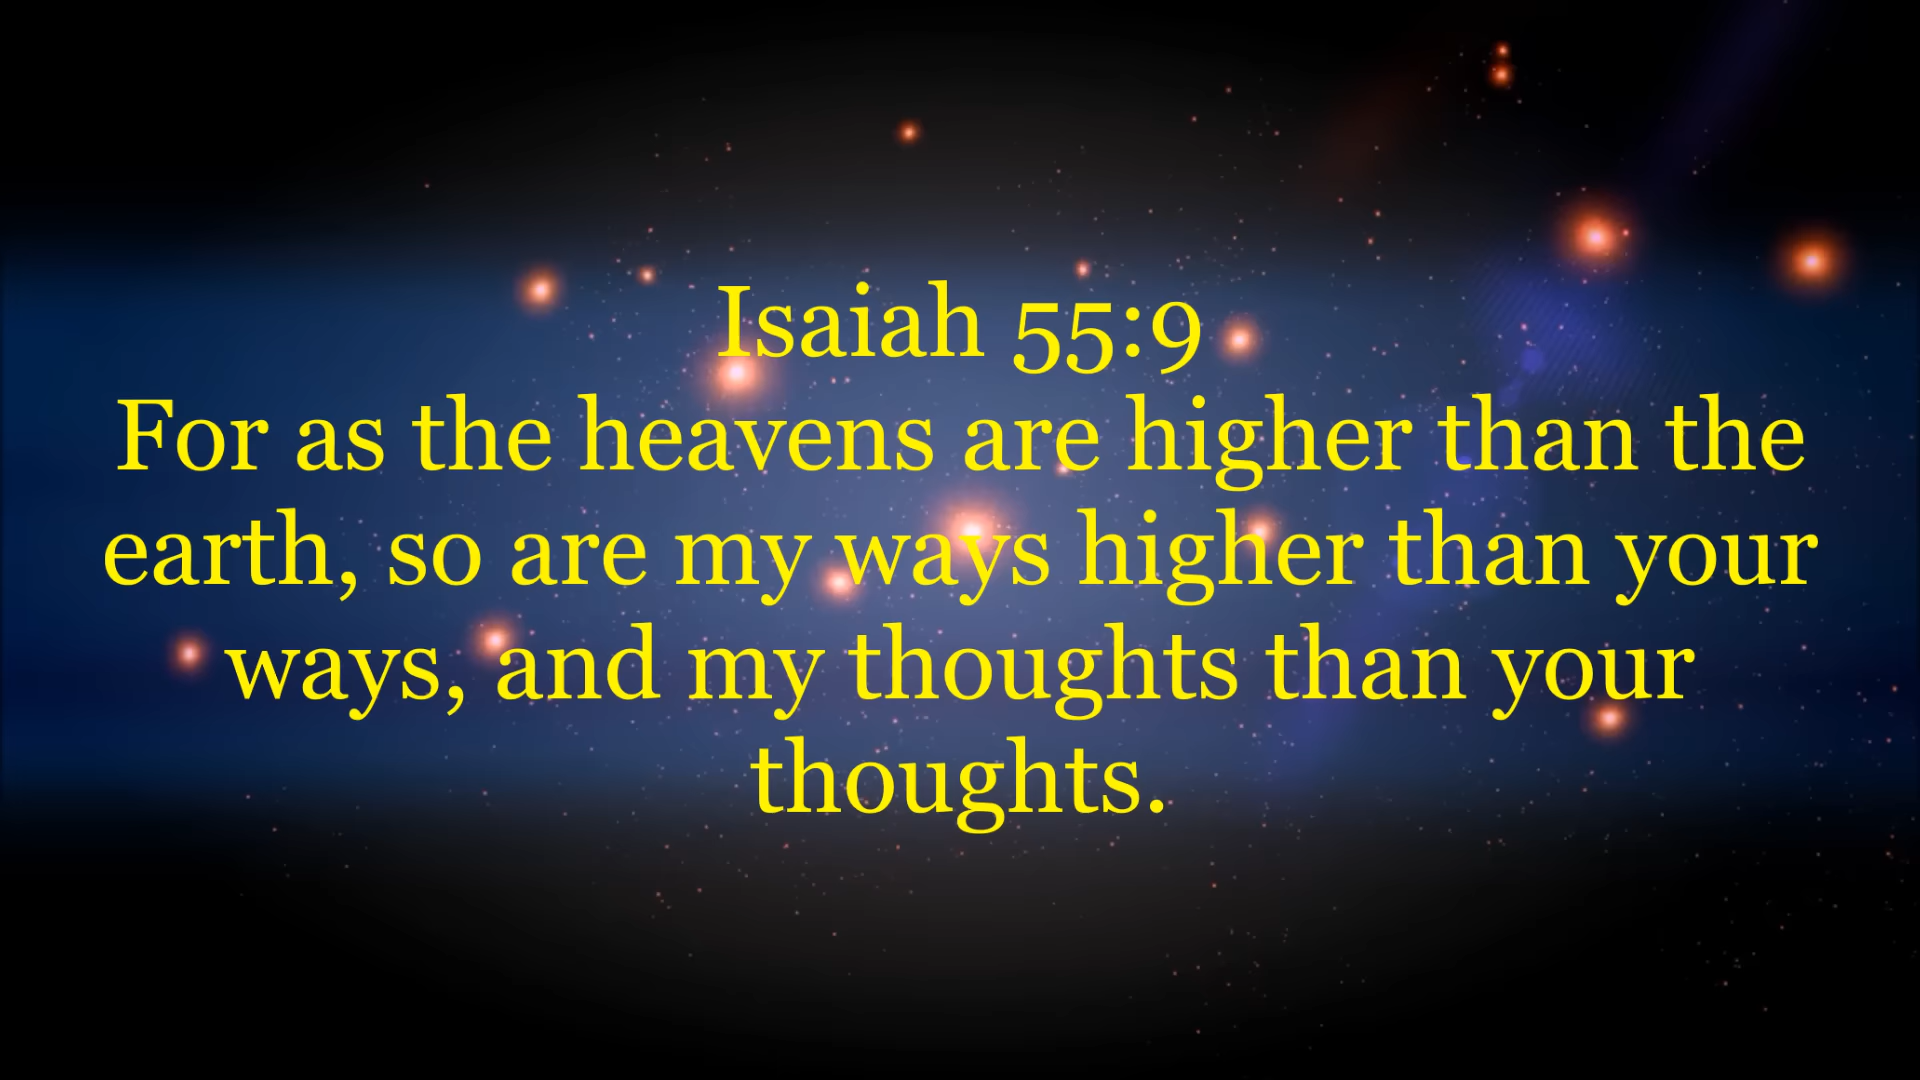 Isaiah 55:9
For as the heavens are higher than the
earth, so are my ways higher than your
ways, and my thoughts than your
thoughts.